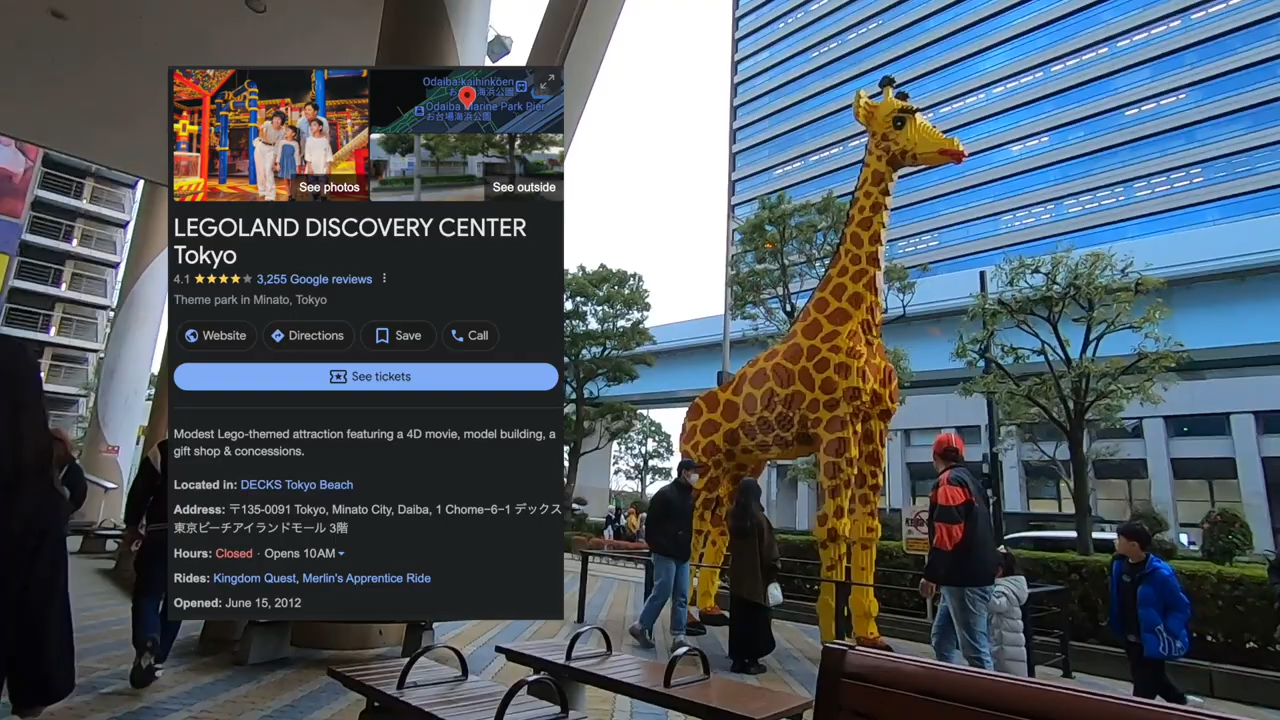 Odaiba-kaihinkōen
お台場海浜公園
Odaiba Marine Park Pier
お台場海浜公園
See photos
See outside
LEGOLAND DISCOVERY CENTER
Tokyo
4.1 ★★★★★ 3,255 Google reviews
Theme park in Minato, Tokyo
Website Directions Save Call
See tickets
Modest Lego-themed attraction featuring a 4D movie, model building, a
gift shop & concessions.
Located in: DECKS Tokyo Beach
Address: 〒135-0091 Tokyo, Minato City, Daiba, 1 Chome−6−1 デックス
東京ビーチアイランドモール 3階
Hours: Closed · Opens 10AM
Rides: Kingdom Quest, Merlin's Apprentice Ride
Opened: June 15, 2012